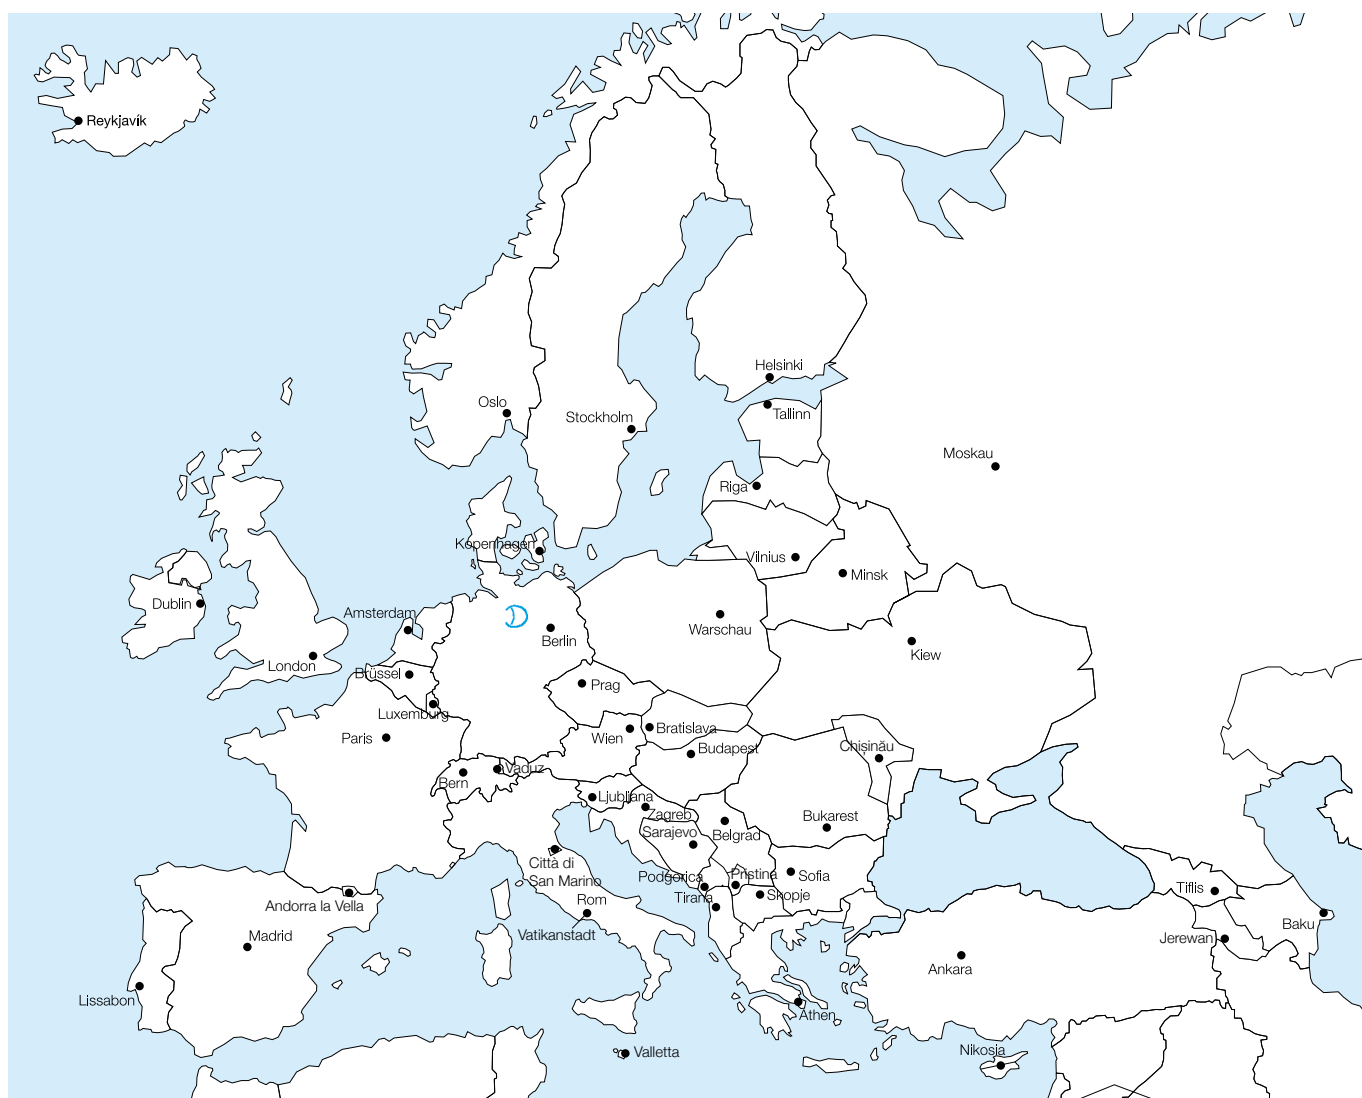 Reykjavík
Helsinki
Oslo
Tallinn
Stockholm
Moskau
Riga
Kopenhagen
Vilnius
Minsk
Dublin
Amsterdam
Warschau
Berlin
Kiew
London
Brüssel
Prag
Luxemburg
Paris
Wien
Bratislava
Budapest
Chișinău
Bern
Vaduz
Ljubljana
Zagreb
Bukarest
Sarajevo
Belgrad
Città di
San Marino
Podgorica
Pristina
Sofia
Tiflis
Andorra la Vella
Rom
Tirana
Skopje
Baku
Vatikanstadt
Madrid
Jerewan
Ankara
Lissabon
Athen
Valletta
Nikosia